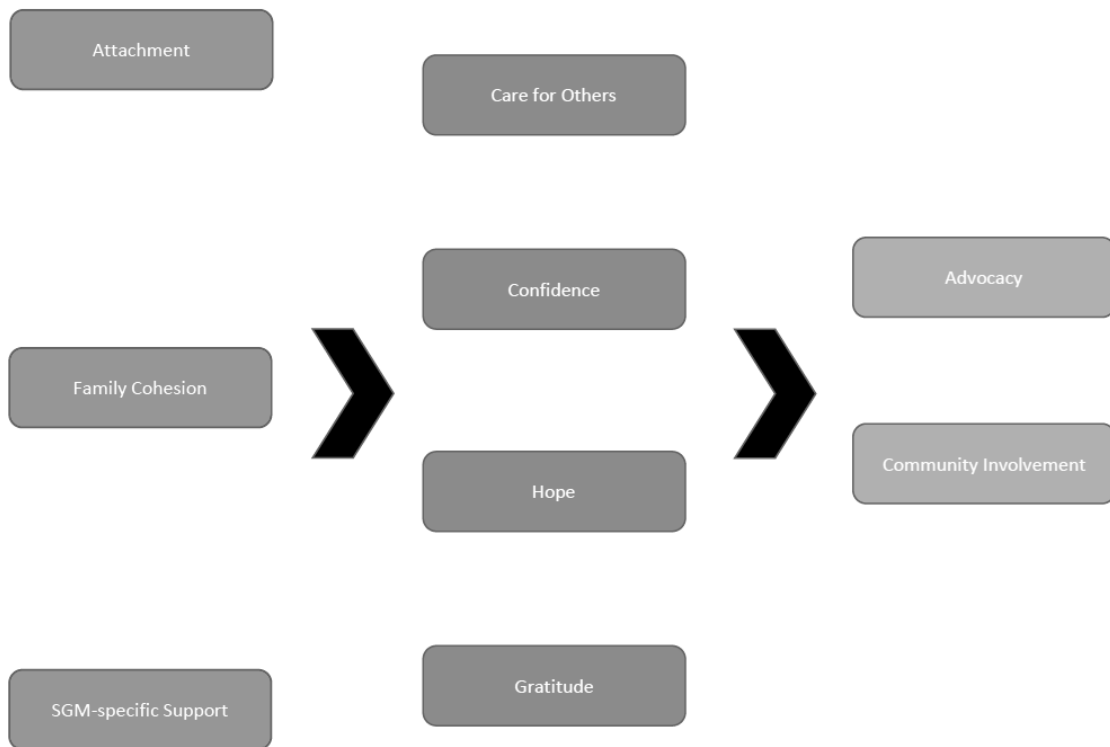 Attachment
Family Cohesion
SGM-specific Support
Care for Others
Confidence
Hope
Gratitude
Advocacy
Community Involvement